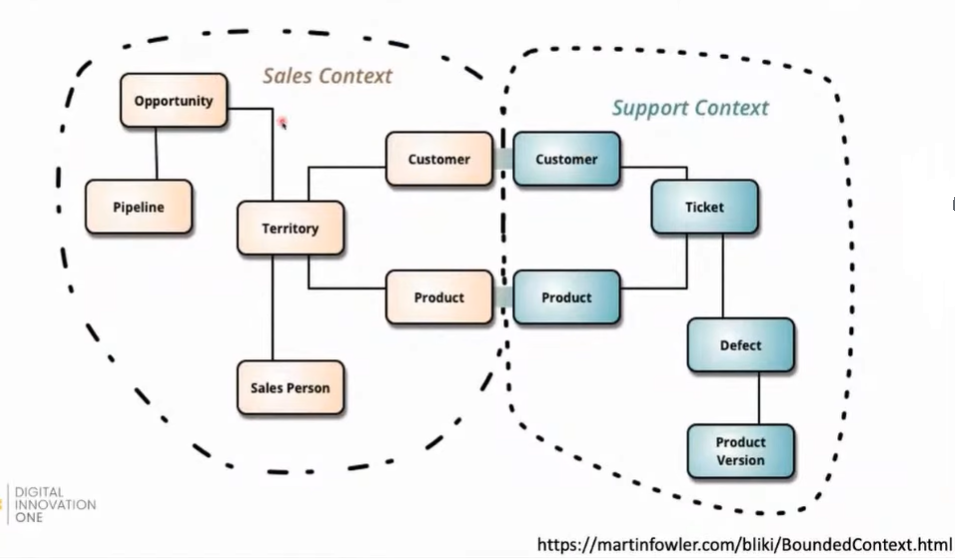 Sales Context
Support Context
Opportunity
Pipeline
Territory
Customer
Product
Sales Person
Customer
Product
Ticket
Defect
Product
Version
DIGITAL
INNOVATION
ONE
https://martinfowler.com/bliki/BoundedContext.html